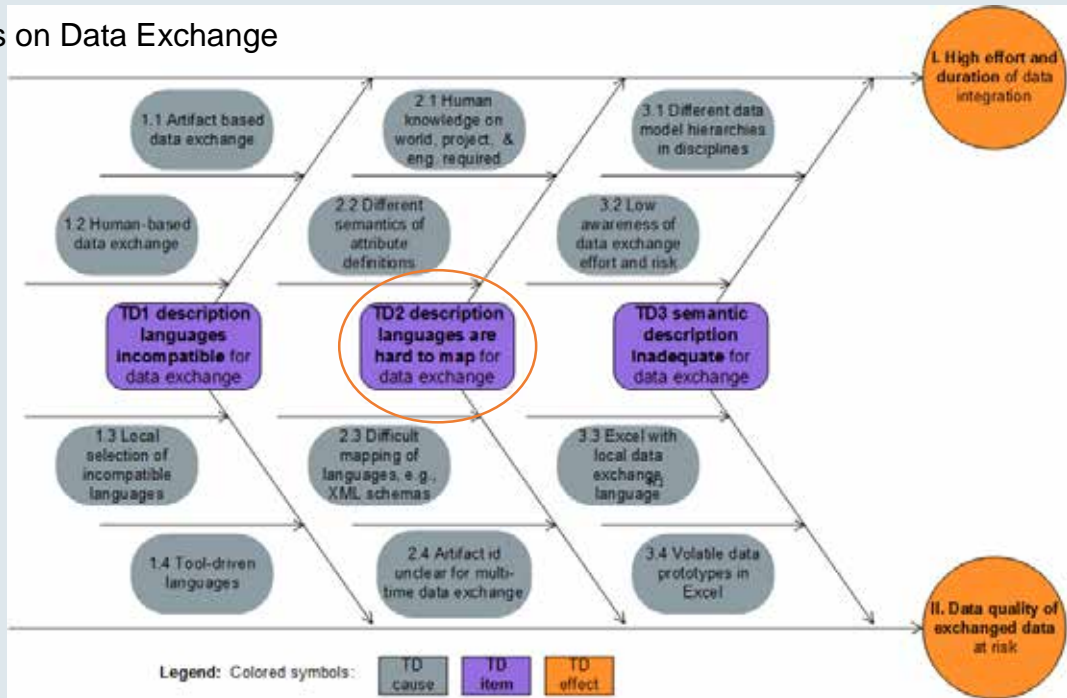 s on Data Exchange
I. High effort and
duration of data
integration
1.1 Artifact based
data exchange
2.1 Human
knowledge on
world, project, &
eng. required
3.1 Different data
model hierarchies
in disciplines
1.2 Human-based
data exchange
2.2 Different
semantics of
attribute
definitions
3.2 Low
awareness of
data exchange
effort and risk
TD1 description
languages
incompatible for
data exchange
TD2 description
languages are
hard to map for
data exchange
TD3 semantic
description
inadequate for
data exchange
1.3 Local
selection of
incompatible
languages
2.3 Difficult
mapping of
languages, e.g.,
XML schemas
3.3 Excel with
local data
exchange
language
1.4 Tool-driven
languages
2.4 Artifact id
unclear for multi-
time data exchange
3.4 Volatile data
prototypes in
Excel
II. Data quality of
exchanged data
at risk
Legend: Colored symbols:
TD
cause
TD
item
TD
effect